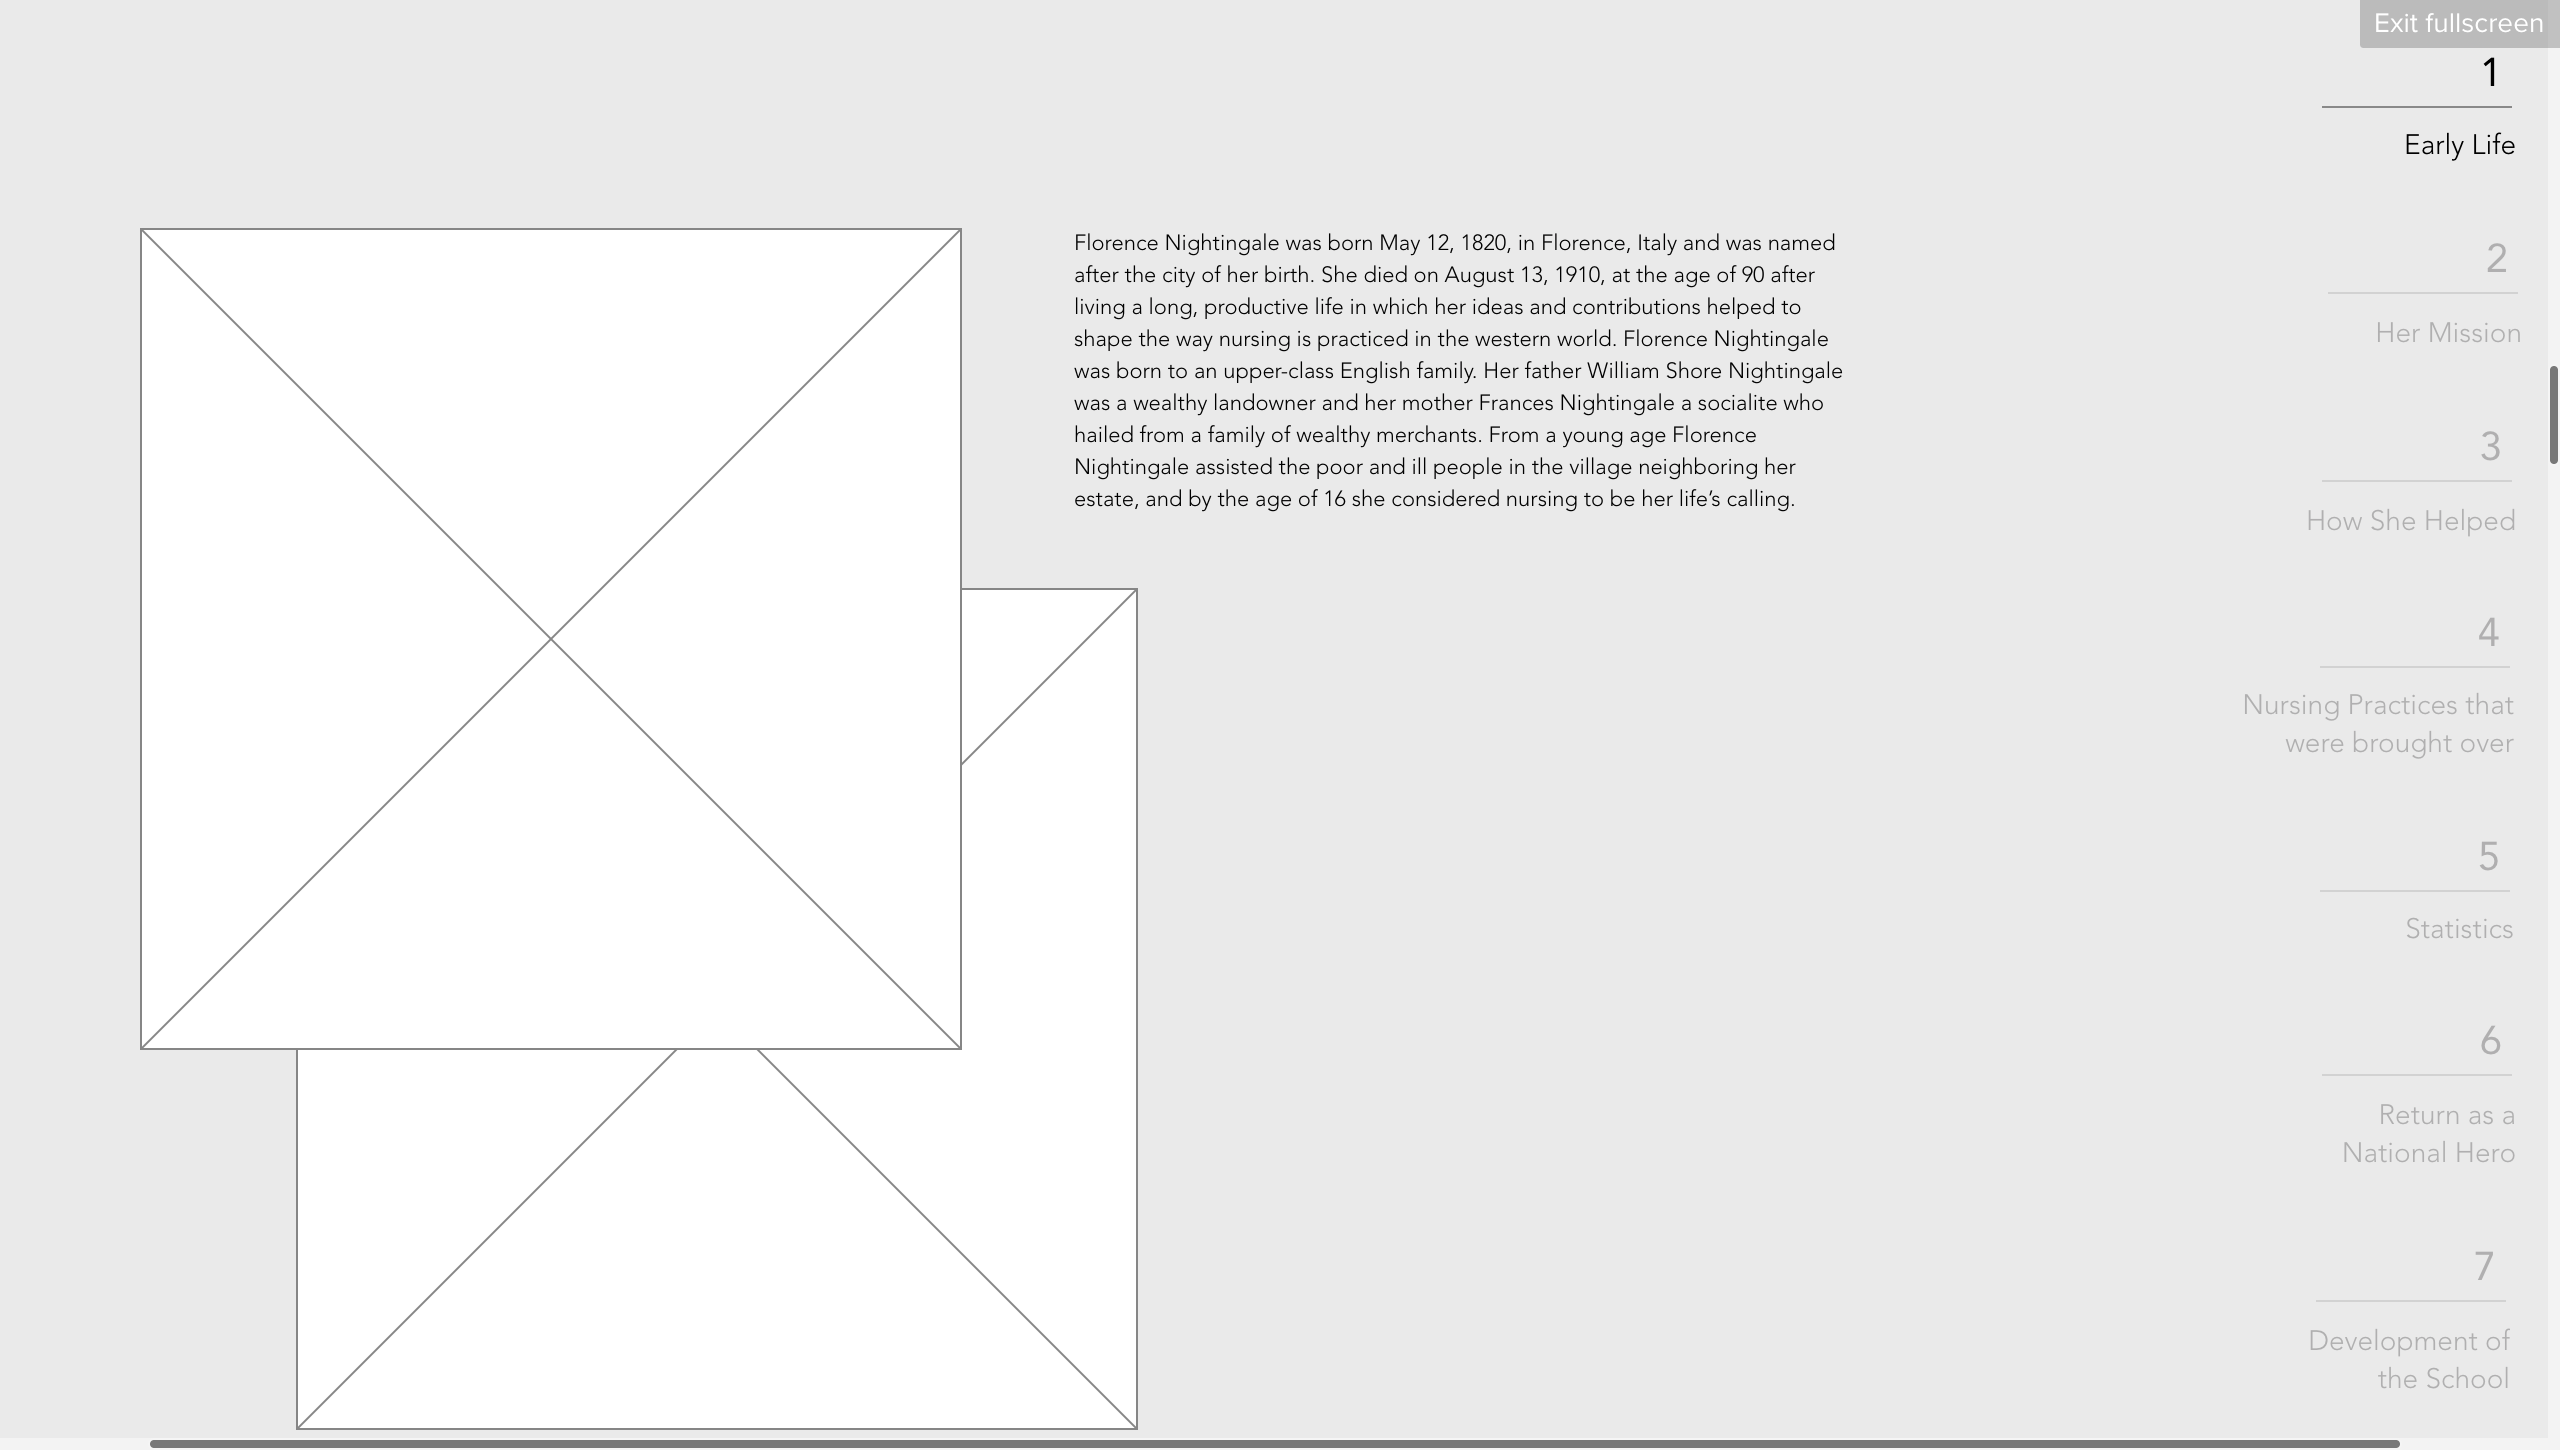 Exit fullscreen
1
Early Life
Florence Nightingale was born May 12, 1820, in Florence, Italy and was named
after the city of her birth. She died on August 13, 1910, at the age of 90 after
living a long, productive life in which her ideas and contributions helped to
shape the way nursing is practiced in the western world. Florence Nightingale
was born to an upper-class English family. Her father William Shore Nightingale
was a wealthy landowner and her mother Frances Nightingale a socialite who
hailed from a family of wealthy merchants. From a young age Florence
Nightingale assisted the poor and ill people in the village neighboring her
estate, and by the age of 16 she considered nursing to be her life’s calling.
2
Her Mission
3
How She Helped
4
Nursing Practices that
were brought over
5
Statistics
6
Return as a
National Hero
7
Development of
the School